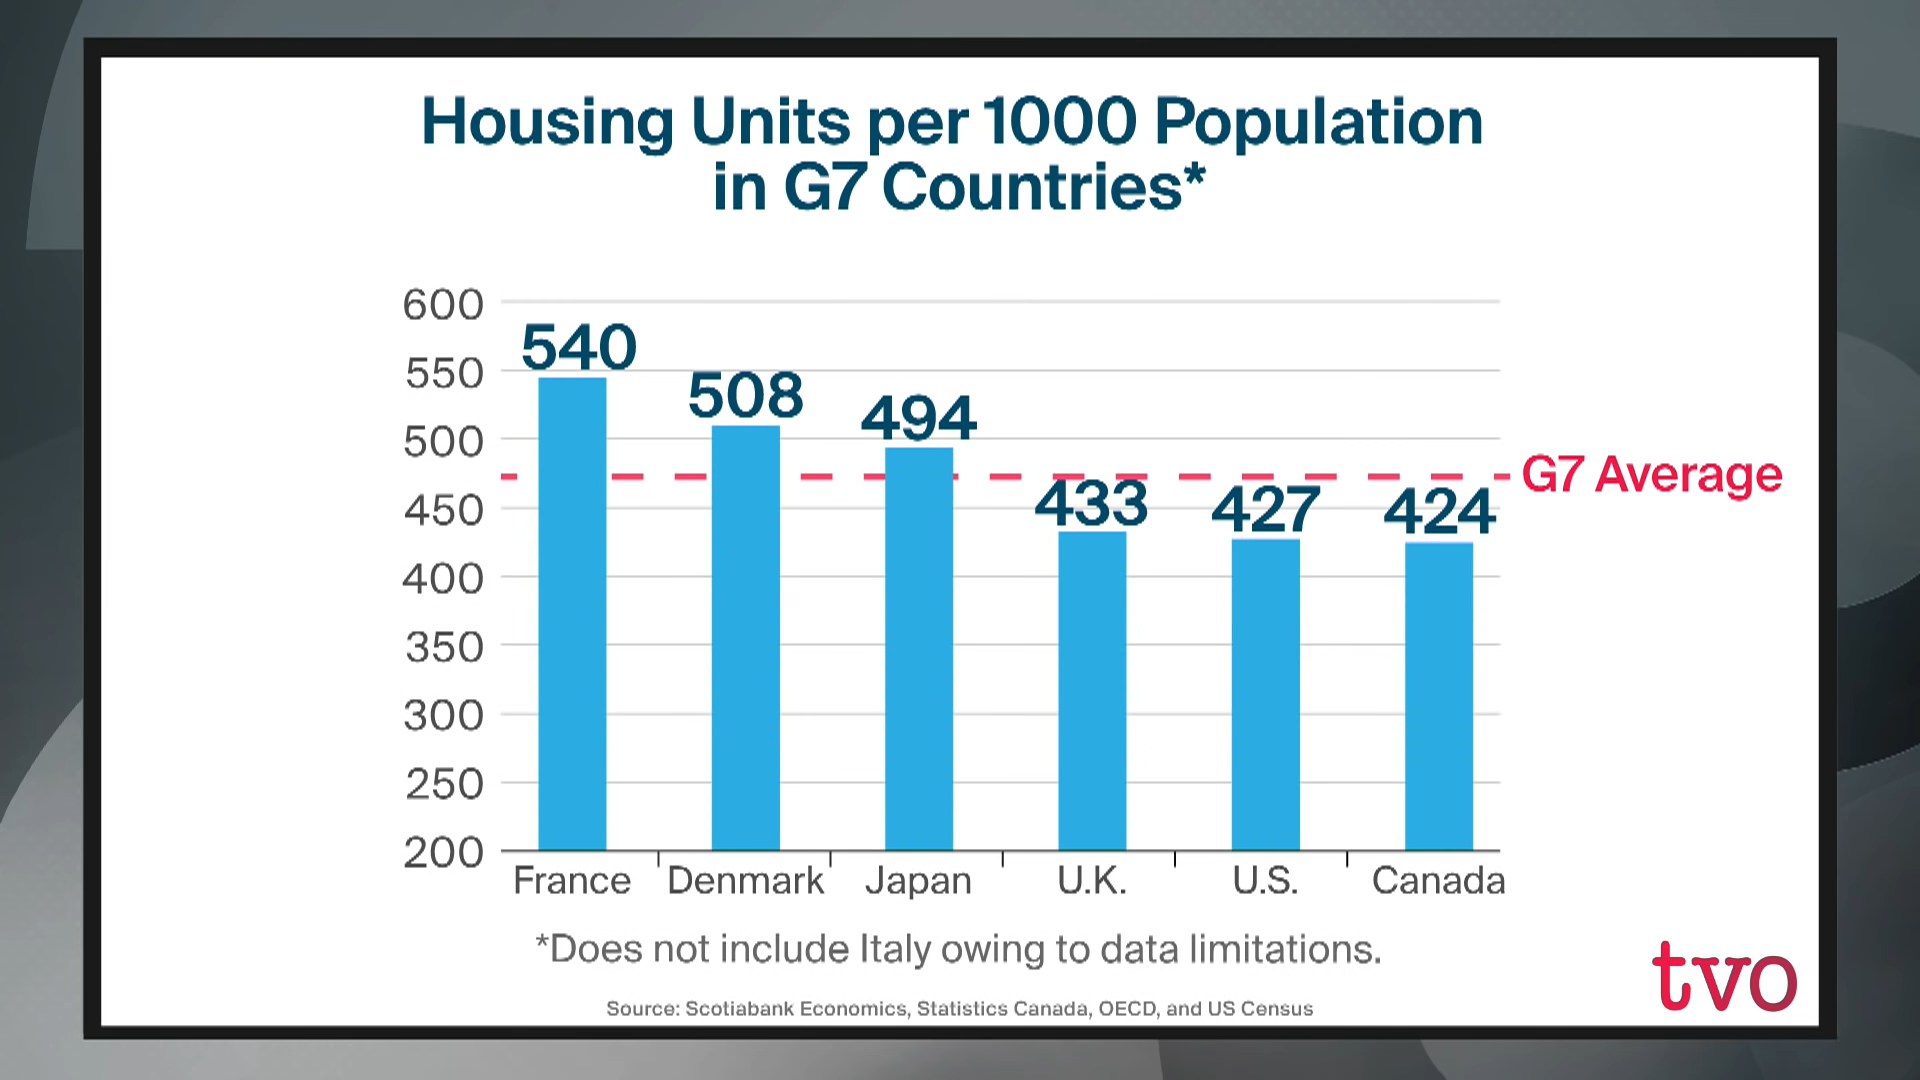 Housing Units per 1000 Population
in G7 Countries*
600
550
500
450
400
350
300
250
200
540
508
494
433
427
424
G7 Average
France
Denmark
Japan
U.K.
U.S.
Canada
*Does not include Italy owing to data limitations.
Source: Scotiabank Economics, Statistics Canada, OECD, and US Census
tvo